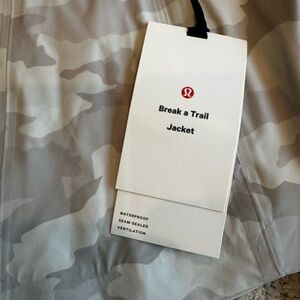 Break a Trail
Jacket
WATERPROOF
SEAM-SEALED
VENTILATION